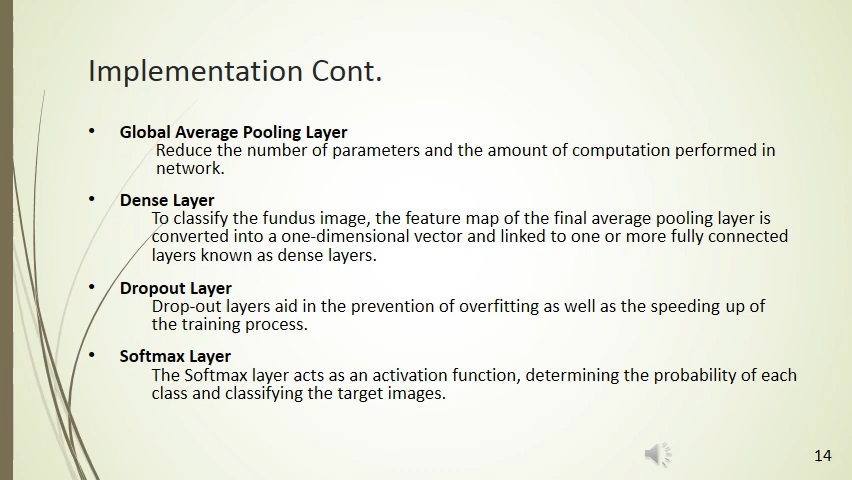 Implementation Cont.
• Global Average Pooling Layer
Reduce the number of parameters and the amount of computation performed in
network.
• Dense Layer
To classify the fundus image, the feature map of the final average pooling layer is
converted into a one-dimensional vector and linked to one or more fully connected
layers known as dense layers.
• Dropout Layer
Drop-out layers aid in the prevention of overfitting as well as the speeding up of
the training process.
• Softmax Layer
The Softmax layer acts as an activation function, determining the probability of each
class and classifying the target images.
14